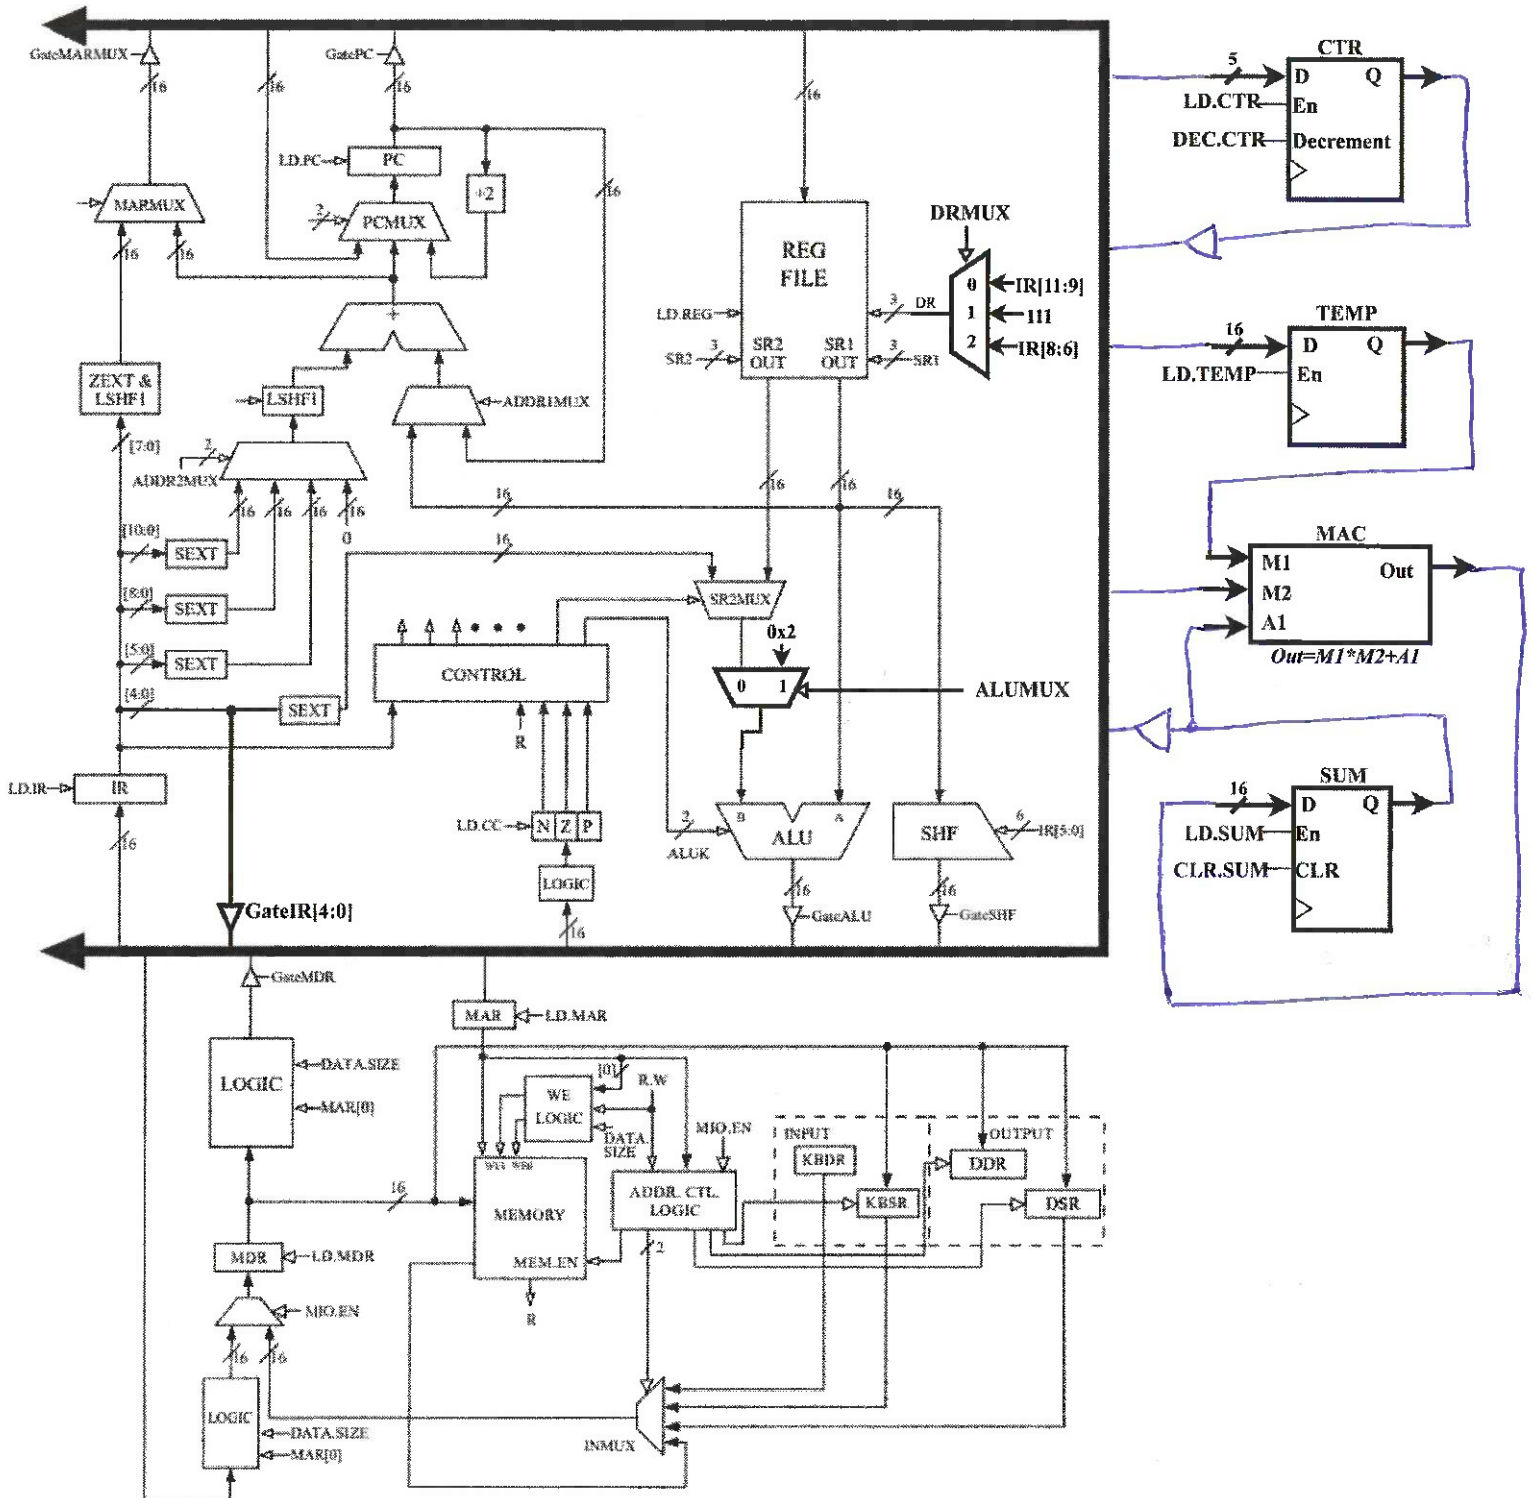 GateMARMUX
16
16
GatePC
16
16
LD.PC
PC
+2
16
MARMUX
2
PCMUX
16
16
REG
FILE
LD.REG
SR2
3
SR2
OUT
SR1
OUT
3
DR
3
SR1
DRMUX
0
1
2
IR[11:9]
111
IR[8:6]
+
ZEXT &
LSHF1
LSHF1
ADDR1MUX
[7:0]
2
ADDR2MUX
16
16
16
16
0
16
16
16
16
[10:0]
SEXT
[8:0]
SEXT
[5:0]
SEXT
[4:0]
SEXT
16
SR2MUX
0x2
0
1
ALUMUX
CONTROL
R
LD.IR
IR
16
LD.CC
N
Z
P
LOGIC
16
2
ALUK
B
A
ALU
SHF
6
IR[5:0]
16
GateALU
16
GateSHF
GateIR[4:0]
CTR
5
D
Q
LD.CTR
En
DEC.CTR
Decrement
TEMP
16
D
Q
LD.TEMP
En
MAC
M1
M2
A1
Out
Out=M1*M2+A1
SUM
16
D
Q
LD.SUM
En
CLR.SUM
CLR
GateMDR
LOGIC
DATA.SIZE
MAR[0]
MAR
LD.MAR
[0]
WE
LOGIC
R.W
DATA.
SIZE
MIO.EN
WE1 WE0
MEMORY
MEM.EN
R
ADDR. CTL.
LOGIC
2
INPUT
KBDR
KBSR
OUTPUT
DDR
DSR
16
MDR
LD.MDR
MIO.EN
16
16
LOGIC
DATA.SIZE
MAR[0]
INMUX